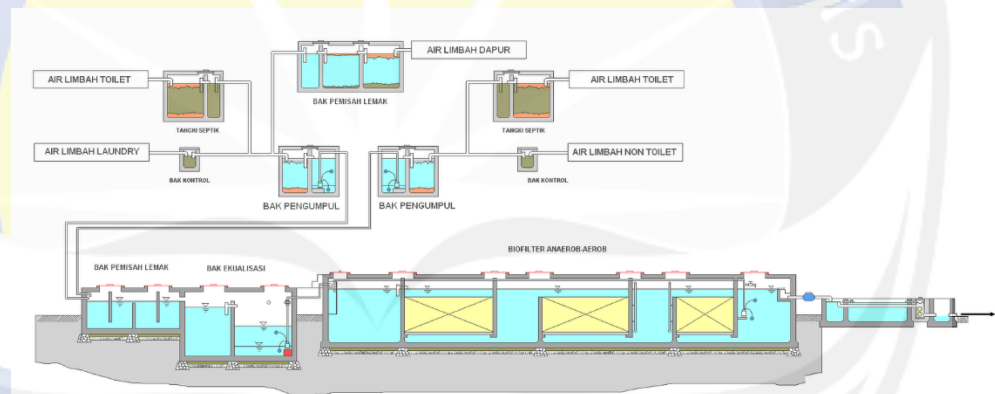 AIR LIMBAH DAPUR
AIR LIMBAH TOILET
AIR LIMBAH TOILET
BAK PEMISAH LEMAK
TANGKI SEPTIK
TANGKI SEPTIK
AIR LIMBAH LAUNDRY
AIR LIMBAH NON TOILET
BAK KONTROL
BAK KONTROL
BAK PENGUMPUL
BAK PENGUMPUL
BIOFILTER ANAEROB-AEROB
BAK PEMISAH LEMAK
BAK EKUALISASI